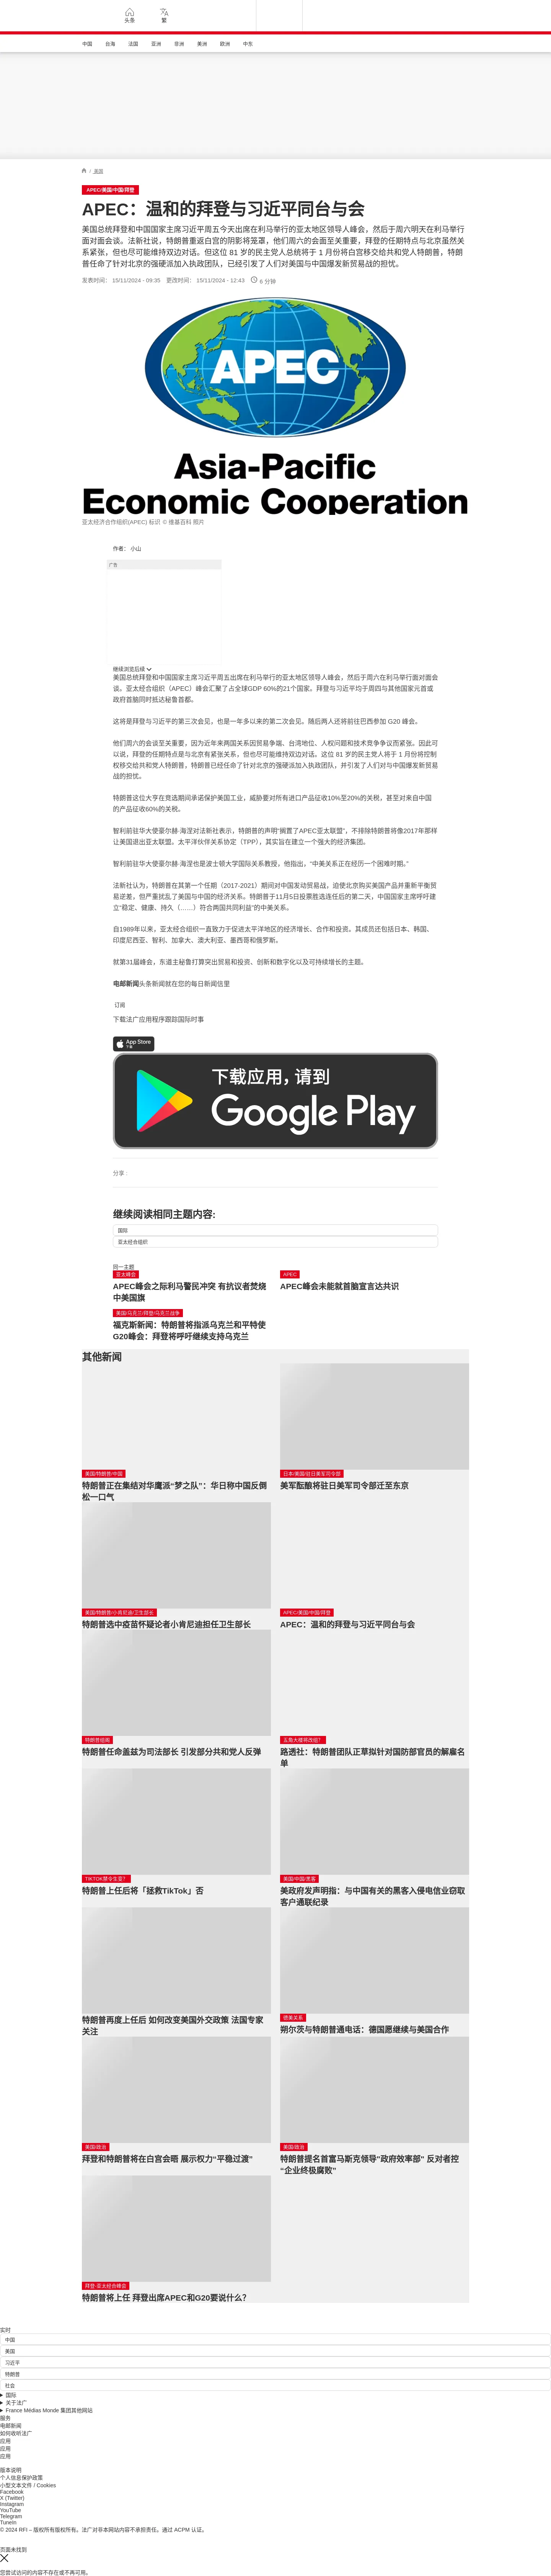 头条
繁
中国 台海 法国 亚洲 非洲 美洲 欧洲 中东
/ 美国
APEC/美国/中国/拜登
APEC：温和的拜登与习近平同台与会
美国总统拜登和中国国家主席习近平周五今天出席在利马举行的亚太地区领导人峰会，然后于周六明天在利马举行
面对面会谈。法新社说，特朗普重返白宫的阴影将笼罩，他们周六的会面至关重要，拜登的任期特点与北京虽然关
系紧张，但也尽可能维持双边对话。但这位 81 岁的民主党人总统将于 1 月份将白宫移交给共和党人特朗普，特朗
普任命了针对北京的强硬派加入执政团队，已经引发了人们对美国与中国爆发新贸易战的担忧。
发表时间： 15/11/2024 - 09:35 更改时间： 15/11/2024 - 12:43 6 分钟
APEC
Asia-Pacific
Economic Cooperation
亚太经济合作组织(APEC) 标识 © 维基百科 照片
作者： 小山
广告
继续浏览后续
美国总统拜登和中国国家主席习近平周五出席在利马举行的亚太地区领导人峰会，然后于周六在利马举行面对面会
谈。亚太经合组织（APEC）峰会汇聚了占全球GDP 60%的21个国家。拜登与习近平均于周四与其他国家元首或
政府首脑同时抵达秘鲁首都。
这将是拜登与习近平的第三次会见，也是一年多以来的第二次会见。随后两人还将前往巴西参加 G20 峰会。
他们周六的会谈至关重要，因为近年来两国关系因贸易争端、台湾地位、人权问题和技术竞争争议而紧张。因此可
以说，拜登的任期特点是与北京有紧张关系，但也尽可能维持双边对话。这位 81 岁的民主党人将于 1 月份将控制
权移交给共和党人特朗普，特朗普已经任命了针对北京的强硬派加入执政团队，并引发了人们对与中国爆发新贸易
战的担忧。
特朗普这位大亨在竞选期间承诺保护美国工业，威胁要对所有进口产品征收10%至20%的关税，甚至对来自中国
的产品征收60%的关税。
智利前驻华大使豪尔赫·海涅对法新社表示，特朗普的声明“搁置了APEC亚太联盟”，不排除特朗普将像2017年那样
让美国退出亚太联盟。太平洋伙伴关系协定（TPP），其实旨在建立一个强大的经济集团。
智利前驻华大使豪尔赫·海涅也是波士顿大学国际关系教授，他指出，“中美关系正在经历一个困难时期。”
法新社认为，特朗普在其第一个任期（2017-2021）期间对中国发动贸易战，迫使北京购买美国产品并重新平衡贸
易逆差，但严重扰乱了美国与中国的经济关系。特朗普于11月5日投票胜选连任后的第二天，中国国家主席呼吁建
立“稳定、健康、持久（……）符合两国共同利益”的中美关系。
自1989年以来，亚太经合组织一直致力于促进太平洋地区的经济增长、合作和投资。其成员还包括日本、韩国、
印度尼西亚、智利、加拿大、澳大利亚、墨西哥和俄罗斯。
就第31届峰会，东道主秘鲁打算突出贸易和投资、创新和数字化以及可持续增长的主题。
电邮新闻头条新闻就在您的每日新闻信里
订阅
下载法广应用程序跟踪国际时事
App Store
下载
下载应用，请到
Google Play
分享 :
继续阅读相同主题内容:
国际
亚太经合组织
同一主题
亚太峰会
APEC峰会之际利马警民冲突 有抗议者焚烧
中美国旗
APEC
APEC峰会未能就首脑宣言达共识
美国/乌克兰/拜登/乌克兰战争
福克斯新闻：特朗普将指派乌克兰和平特使
G20峰会：拜登将呼吁继续支持乌克兰
其他新闻
美国/特朗普/中国
特朗普正在集结对华鹰派“梦之队”：华日称中国反倒
松一口气
日本/美国/驻日美军司令部
美军酝酿将驻日美军司令部迁至东京
美国/特朗普/小肯尼迪/卫生部长
特朗普选中疫苗怀疑论者小肯尼迪担任卫生部长
APEC/美国/中国/拜登
APEC：温和的拜登与习近平同台与会
特朗普组阁
特朗普任命盖兹为司法部长 引发部分共和党人反弹
五角大楼将改组？
路透社：特朗普团队正草拟针对国防部官员的解雇名
单
TIKTOK禁令生变？
特朗普上任后将「拯救TikTok」否
美国/中国/黑客
美政府发声明指：与中国有关的黑客入侵电信业窃取
客户通联纪录
特朗普再度上任后 如何改变美国外交政策 法国专家
关注
德美关系
朔尔茨与特朗普通电话：德国愿继续与美国合作
美国/政治
拜登和特朗普将在白宫会晤 展示权力“平稳过渡”
美国/政治
特朗普提名首富马斯克领导"政府效率部" 反对者控
“企业终极腐败”
拜登-亚太经合峰会
特朗普将上任 拜登出席APEC和G20要说什么？
实时
中国
美国
习近平
特朗普
社会
国际
关于法广
France Médias Monde 集团其他网站
服务
电邮新闻
如何收听法广
应用
应用
应用
版本说明
个人信息保护政策
小型文本文件 / Cookies
Facebook
X (Twitter)
Instagram
YouTube
Telegram
TuneIn
© 2024 RFI – 版权所有版权所有。法广对非本网站内容不承担责任。通过 ACPM 认证。
页面未找到
您尝试访问的内容不存在或不再可用。